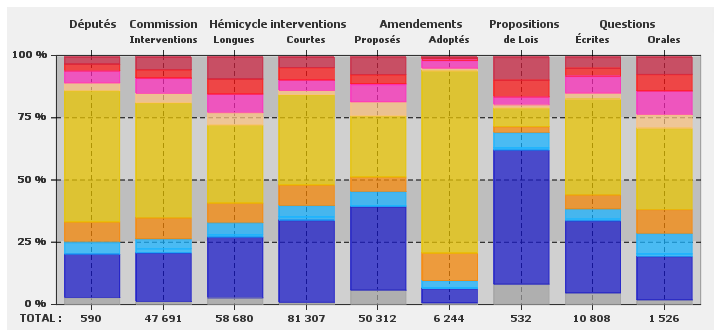 Députés Commission Hémicycle interventions Amendements Propositions Questions
Interventions Longues Courtes Proposés Adoptés de Lois Écrites Orales
100 %
75 %
50 %
25 %
0 %
TOTAL : 590 47 691 58 680 81 307 50 312 6 244 532 10 808 1 526